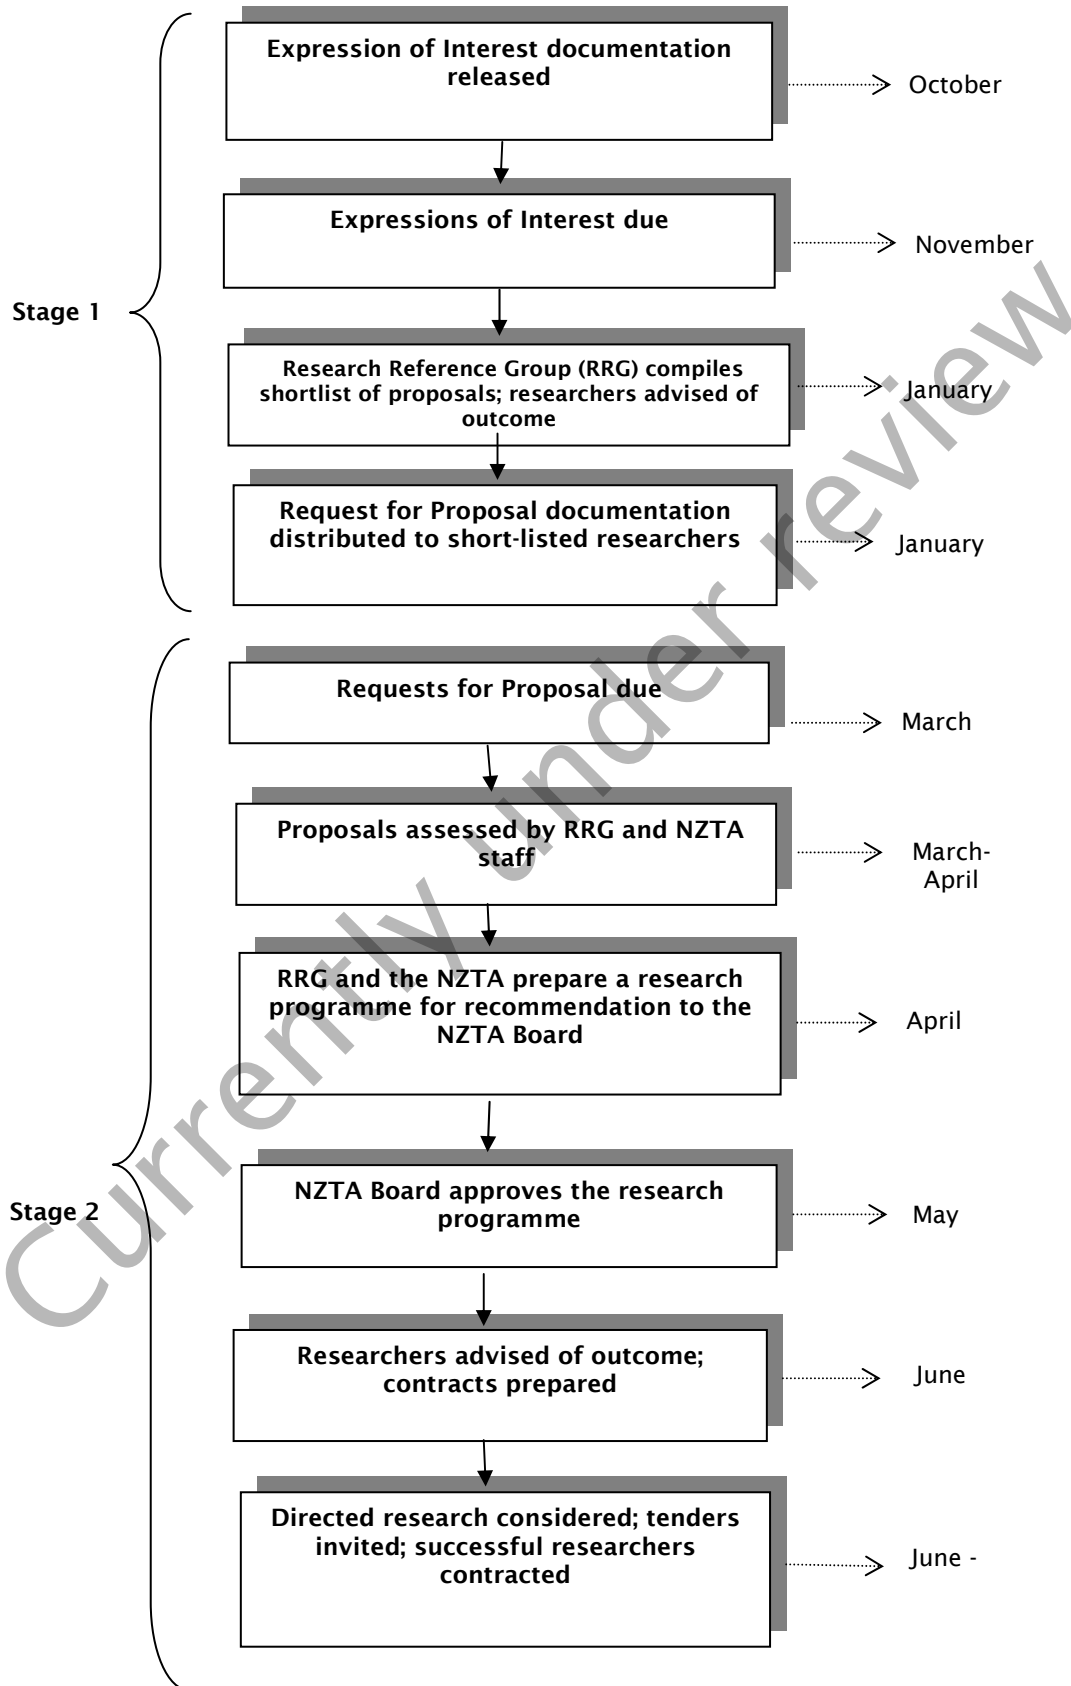 Expression of Interest documentation
released
October
Expressions of Interest due
November
Stage 1
Research Reference Group (RRG) compiles
shortlist of proposals; researchers advised of
outcome
January
Request for Proposal documentation
distributed to short-listed researchers
January
Requests for Proposal due
March
Proposals assessed by RRG and NZTA
staff
March-
April
RRG and the NZTA prepare a research
programme for recommendation to the
NZTA Board
April
Stage 2
NZTA Board approves the research
programme
May
Researchers advised of outcome;
contracts prepared
June
Directed research considered; tenders
invited; successful researchers
contracted
June -
Currently under review